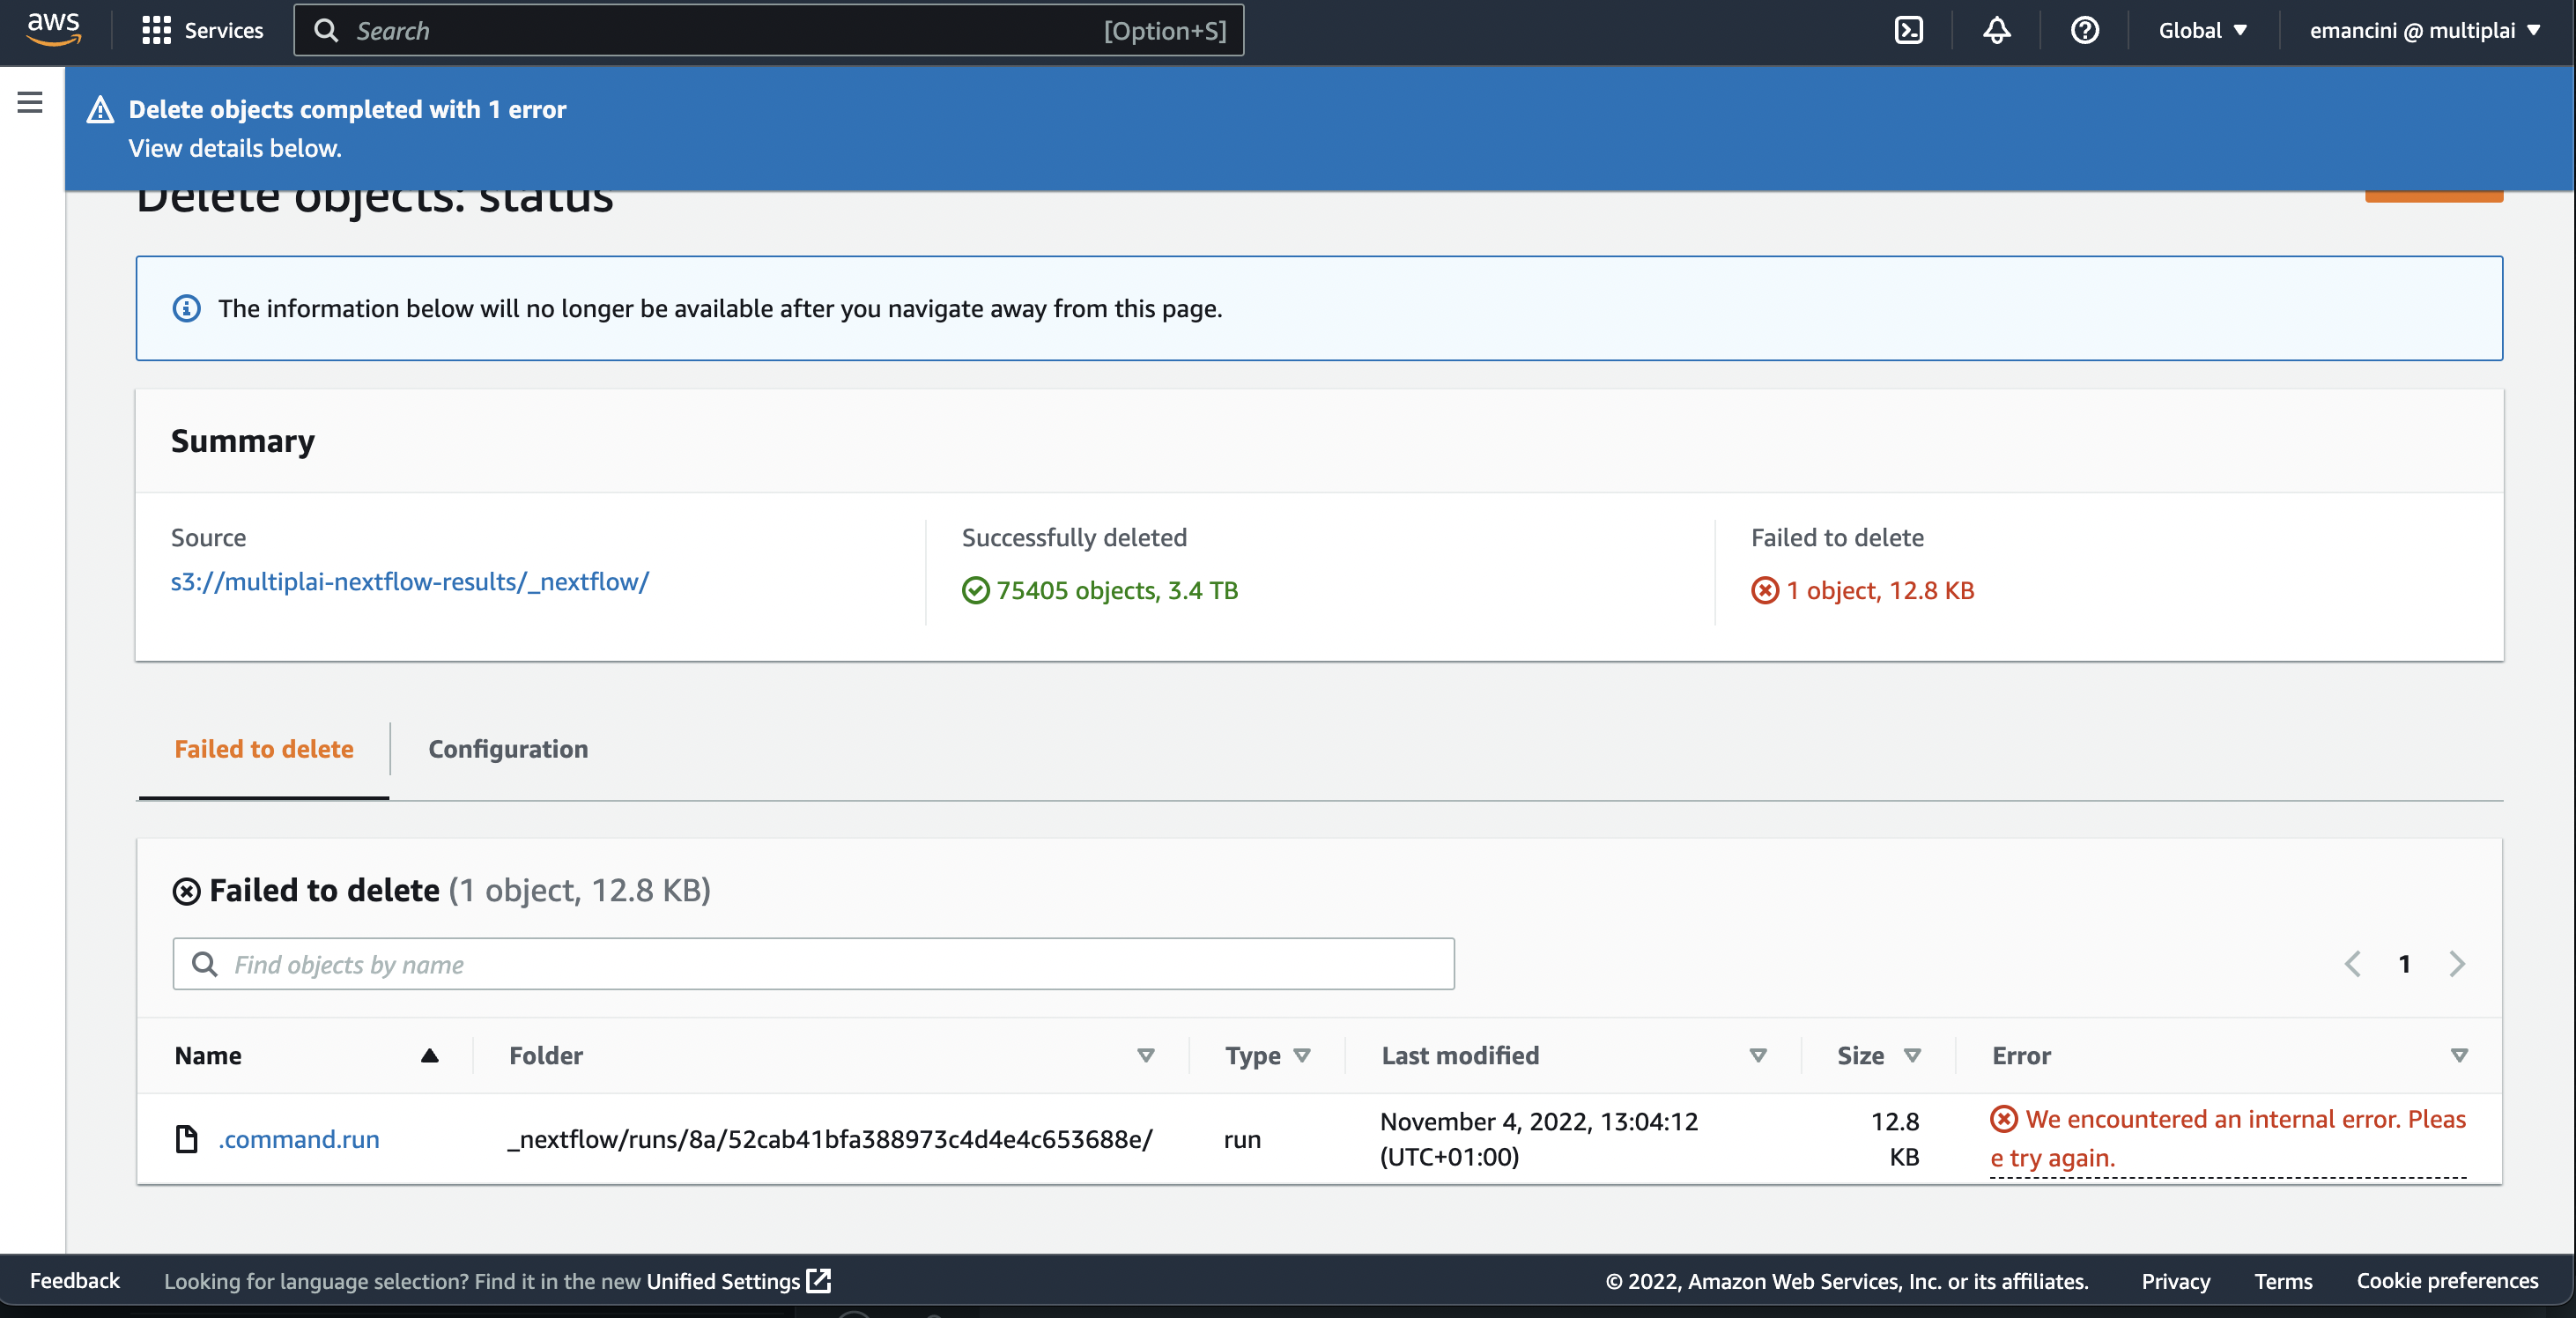 aws
Services
Search [Option+S]
Global
emancini @ multiplai
Delete objects completed with 1 error
View details below.
Delete objects: status
The information below will no longer be available after you navigate away from this page.
Summary
Source
s3://multiplai-nextflow-results/_nextflow/
Successfully deleted
75405 objects, 3.4 TB
Failed to delete
1 object, 12.8 KB
Failed to delete
Configuration
Failed to delete (1 object, 12.8 KB)
Find objects by name
1
Name
Folder
Type
Last modified
Size
Error
.command.run
_nextflow/runs/8a/52cab41bfa388973c4d4e4c653688e/
run
November 4, 2022, 13:04:12
(UTC+01:00)
12.8
KB
We encountered an internal error. Pleas
e try again.
Feedback
Looking for language selection? Find it in the new Unified Settings
© 2022, Amazon Web Services, Inc. or its affiliates.
Privacy
Terms
Cookie preferences